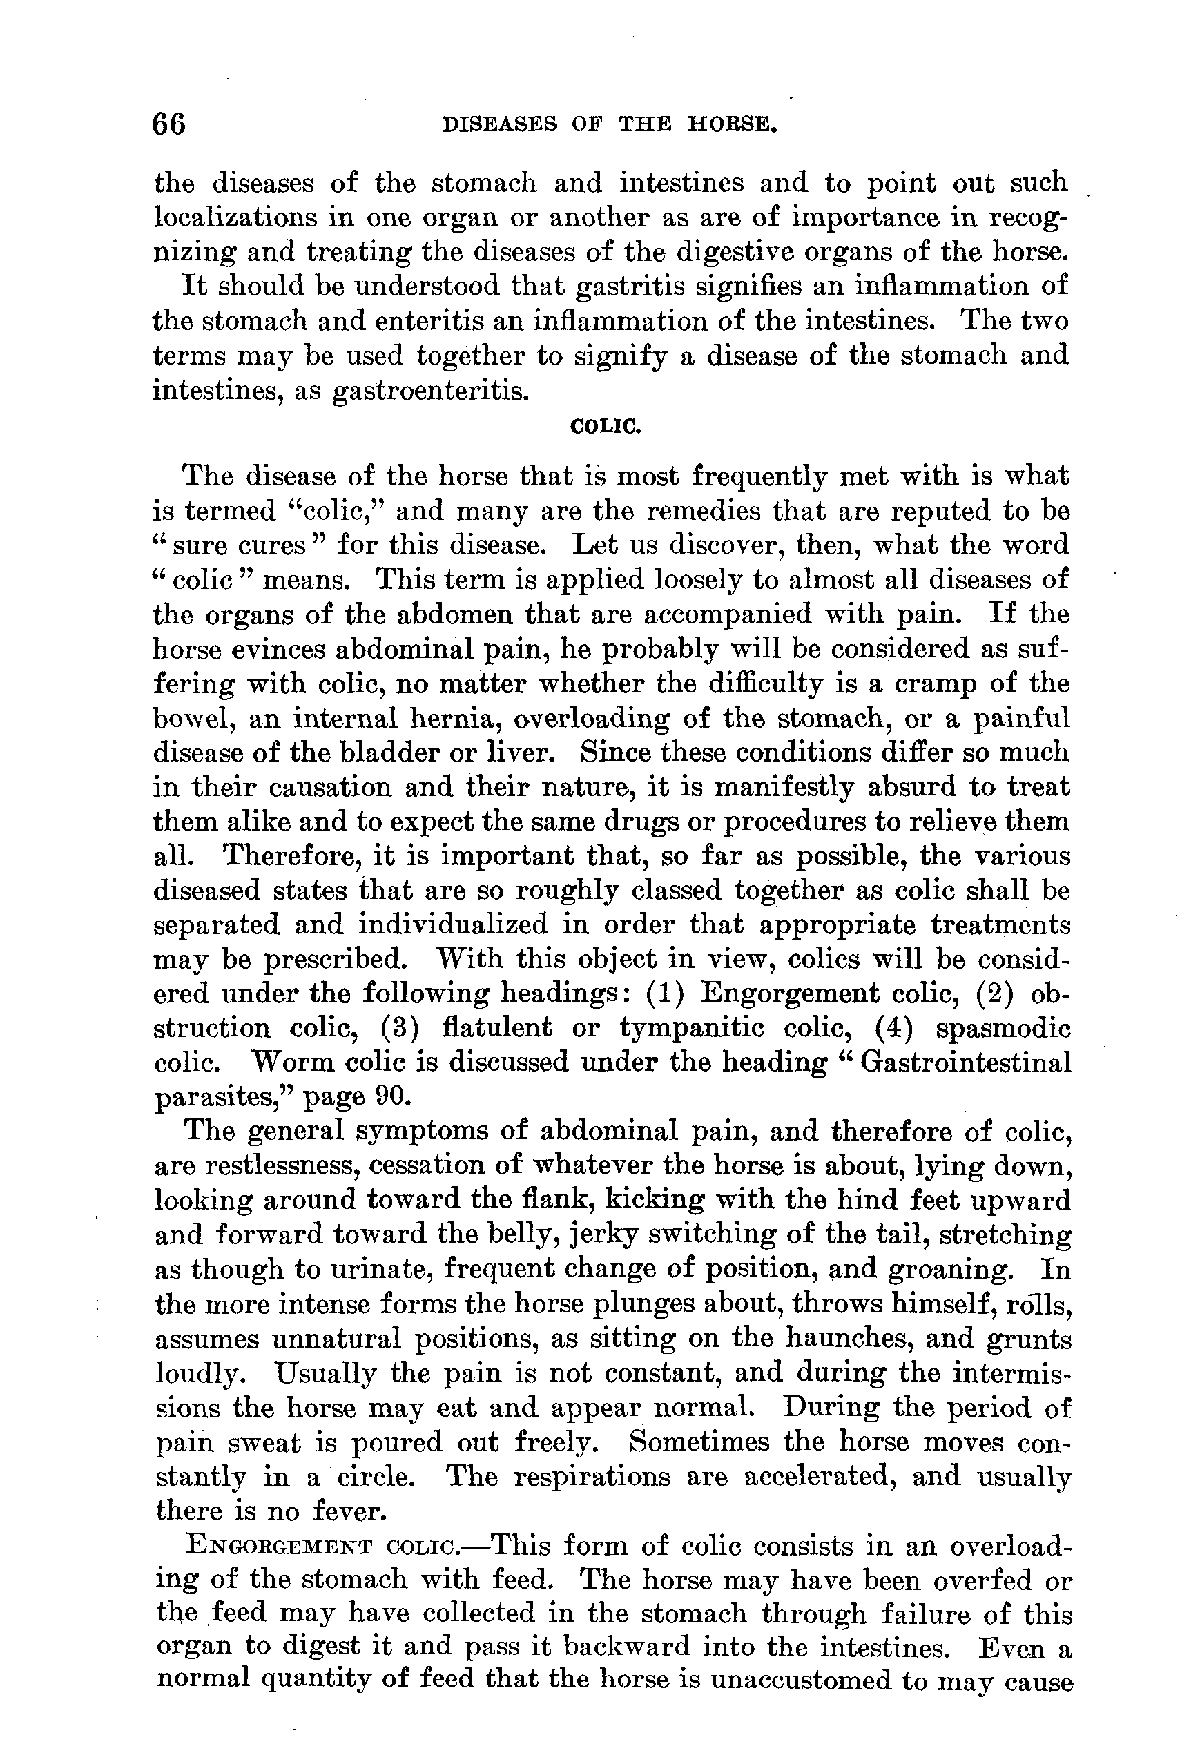 66 DISEASES OF THE HORSE.
the diseases of the stomach and intestines and to point out such
localizations in one organ or another as are of importance in recog-
nizing and treating the diseases of the digestive organs of the horse.
It should be understood that gastritis signifies an inflammation of
the stomach and enteritis an inflammation of the intestines. The two
terms may be used together to signify a disease of the stomach and
intestines, as gastroenteritis.
COLIC.
The disease of the horse that is most frequently met with is what
is termed "colic," and many are the remedies that are reputed to be
"sure cures" for this disease. Let us discover, then, what the word
"colic" means. This term is applied loosely to almost all diseases of
the organs of the abdomen that are accompanied with pain. If the
horse evinces abdominal pain, he probably will be considered as suf-
fering with colic, no matter whether the difficulty is a cramp of the
bowel, an internal hernia, overloading of the stomach, or a painful
disease of the bladder or liver. Since these conditions differ so much
in their causation and their nature, it is manifestly absurd to treat
them alike and to expect the same drugs or procedures to relieve them
all. Therefore, it is important that, so far as possible, the various
diseased states that are so roughly classed together as colic shall be
separated and individualized in order that appropriate treatments
may be prescribed. With this object in view, colics will be consid-
ered under the following headings: (1) Engorgement colic, (2) ob-
struction colic, (3) flatulent or tympanitic colic, (4) spasmodic
colic. Worm colic is discussed under the heading "Gastrointestinal
parasites," page 90.
The general symptoms of abdominal pain, and therefore of colic,
are restlessness, cessation of whatever the horse is about, lying down,
looking around toward the flank, kicking with the hind feet upward
and forward toward the belly, jerky switching of the tail, stretching
as though to urinate, frequent change of position, and groaning. In
the more intense forms the horse plunges about, throws himself, rolls,
assumes unnatural positions, as sitting on the haunches, and grunts
loudly. Usually the pain is not constant, and during the intermis-
sions the horse may eat and appear normal. During the period of
pain sweat is poured out freely. Sometimes the horse moves con-
stantly in a circle. The respirations are accelerated, and usually
there is no fever.
ENGORGEMENT COLIC.—This form of colic consists in an overload-
ing of the stomach with feed. The horse may have been overfed or
the feed may have collected in the stomach through failure of this
organ to digest it and pass it backward into the intestines. Even a
normal quantity of feed that the horse is unaccustomed to may cause